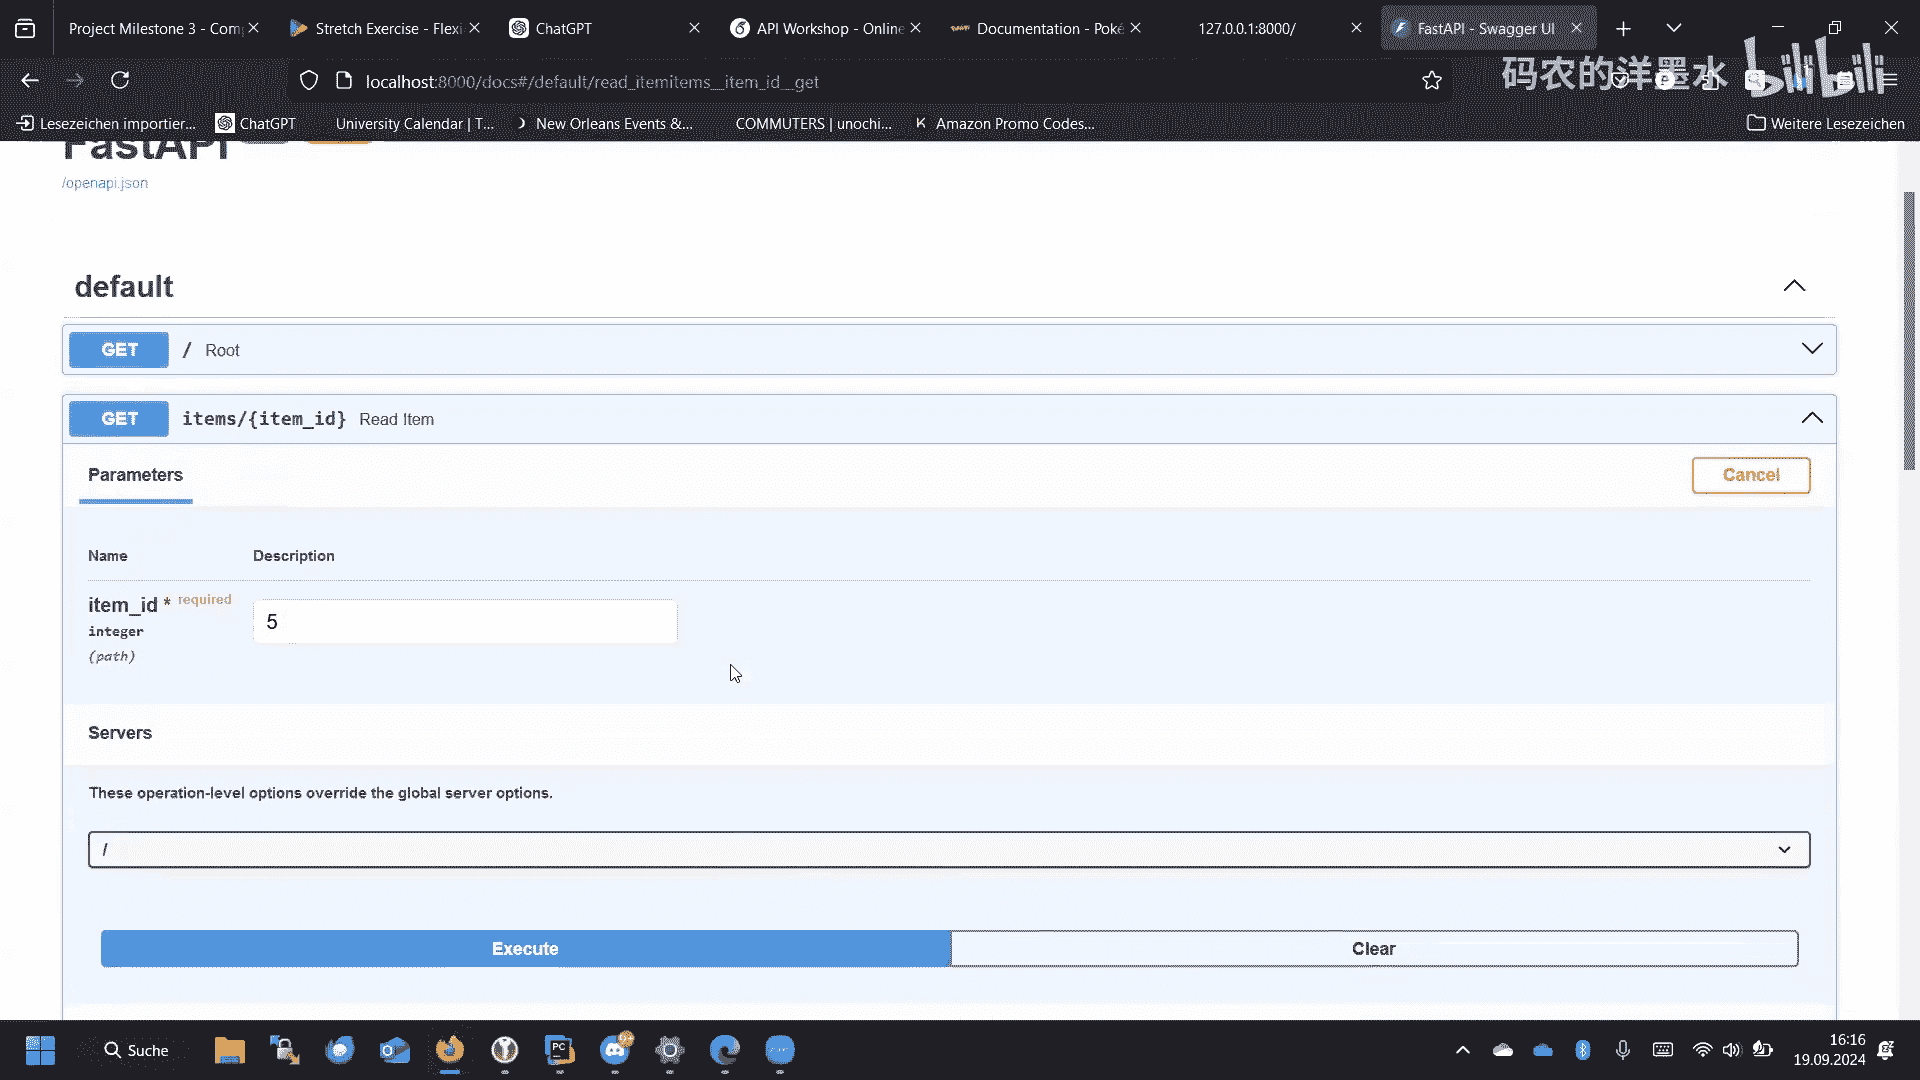 Project Milestone 3 - Com
Stretch Exercise - Flexi
ChatGPT
API Workshop - Online
Documentation - Poké
127.0.0.1:8000/
FastAPI - Swagger UI
localhost:8000/docs#/default/read_itemitems__item_id__get
码农的洋墨水 bilibili
Lesezeichen importier...
ChatGPT
University Calendar | T...
New Orleans Events &...
COMMUTERS | unochi...
Amazon Promo Codes...
Weitere Lesezeichen
FastAPI
/openapi.json
default
GET / Root
GET items/{item_id} Read Item
Parameters
Cancel
Name Description
item_id * required
integer
(path)
5
Servers
These operation-level options override the global server options.
/
Execute
Clear
Suche
16:16
19.09.2024